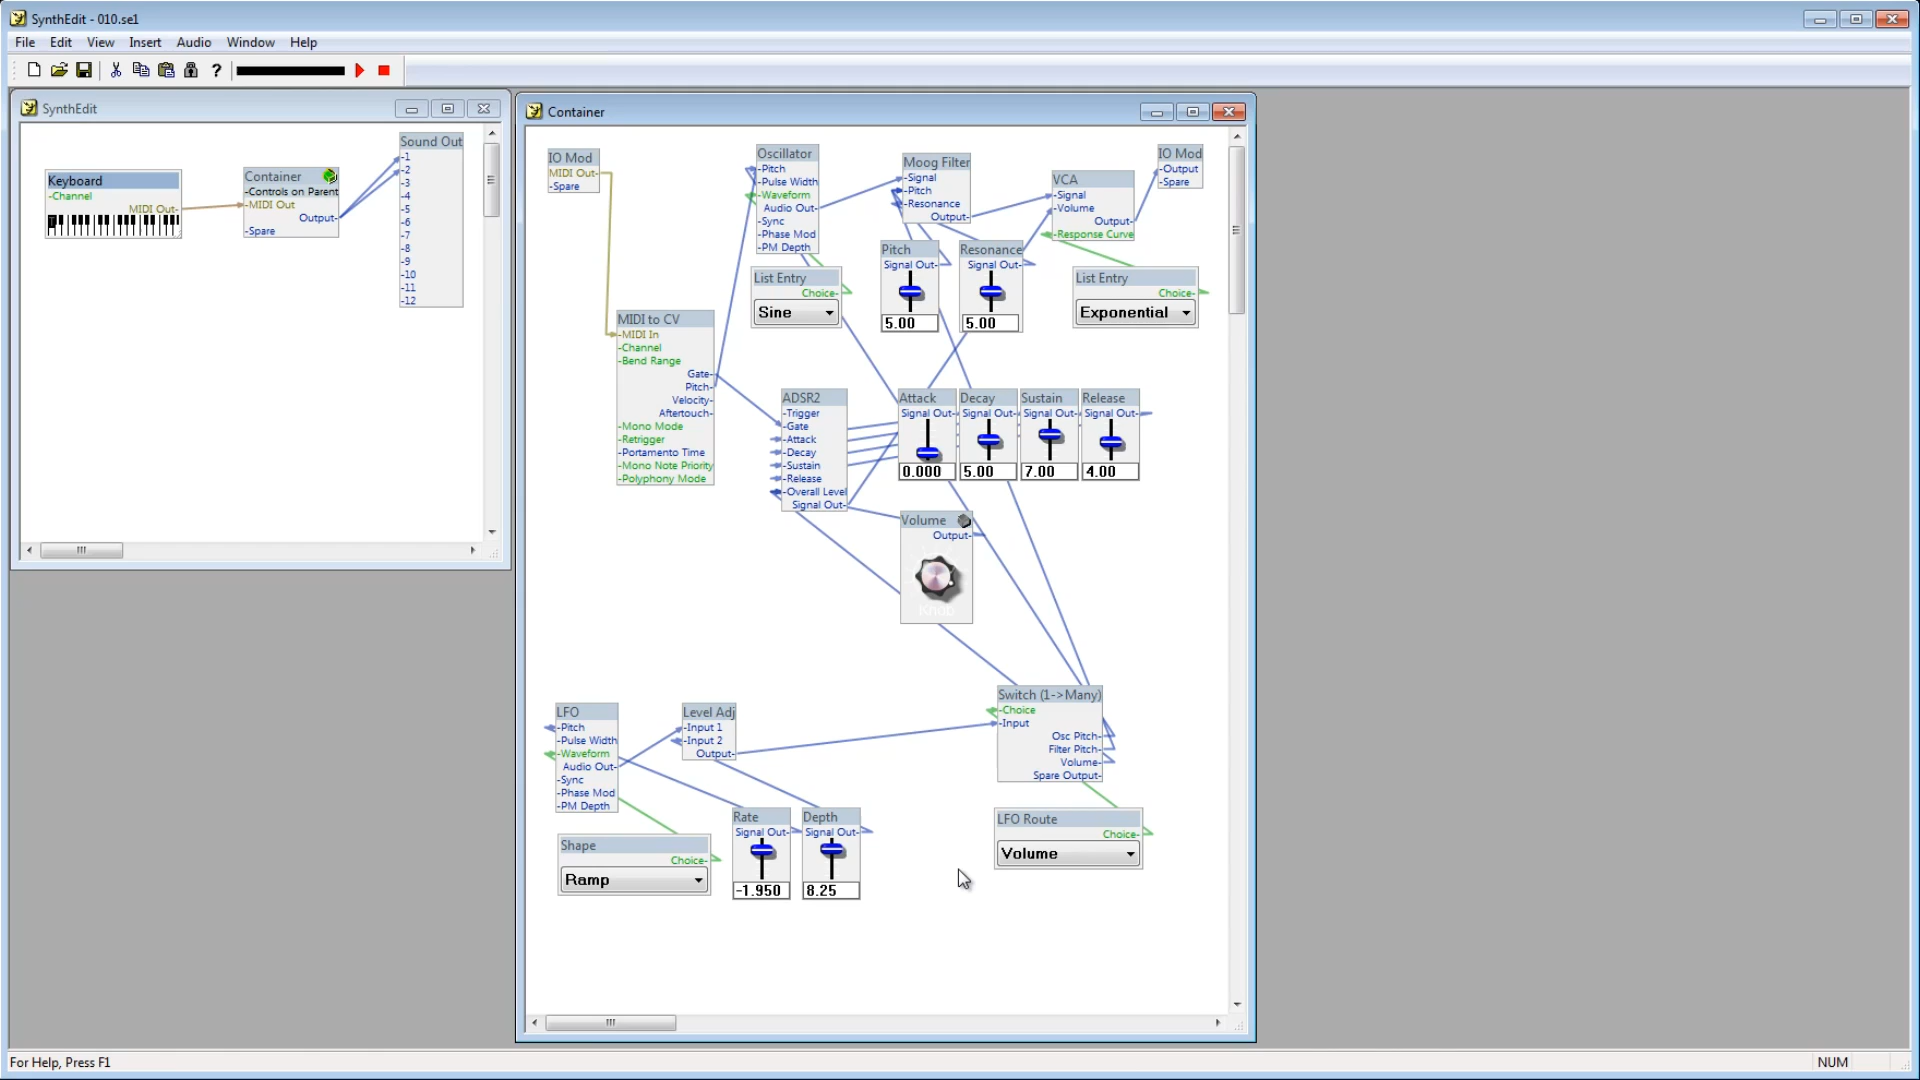 SynthEdit - 010.se1
File Edit View Insert Audio Window Help
SynthEdit
Keyboard
-Channel
MIDI Out-
Container
-Controls on Parent
-MIDI Out
Output-
-Spare
Sound Out
-1
-2
-3
-4
-5
-6
-7
-8
-9
-10
-11
-12
Container
IO Mod
MIDI Out-
-Spare
Oscillator
-Pitch
-Pulse Width
-Waveform
Audio Out-
-Sync
-Phase Mod
-PM Depth
Moog Filter
-Signal
-Pitch
-Resonance
Output-
VCA
-Signal
-Volume
Output-
-Response Curve
IO Mod
-Output
-Spare
List Entry
Choice-
Sine
Pitch
Signal Out-
5.00
Resonance
Signal Out-
5.00
List Entry
Choice-
Exponential
MIDI to CV
-MIDI In
-Channel
-Bend Range
Gate-
Pitch-
Velocity-
Aftertouch-
-Mono Mode
-Retrigger
-Portamento Time
-Mono Note Priority
-Polyphony Mode
ADSR2
-Trigger
-Gate
-Attack
-Decay
-Sustain
-Release
-Overall Level
Signal Out-
Attack
Signal Out-
0.000
Decay
Signal Out-
5.00
Sustain
Signal Out-
7.00
Release
Signal Out-
4.00
Volume
Output-
Knob
LFO
-Pitch
-Pulse Width
-Waveform
Audio Out-
-Sync
-Phase Mod
-PM Depth
Level Adj
-Input 1
-Input 2
Output-
Switch (1->Many)
-Choice
-Input
Osc Pitch-
Filter Pitch-
Volume-
Spare Output-
Shape
Choice-
Ramp
Rate
Signal Out-
-1.950
Depth
Signal Out-
8.25
LFO Route
Choice-
Volume
For Help, Press F1
NUM